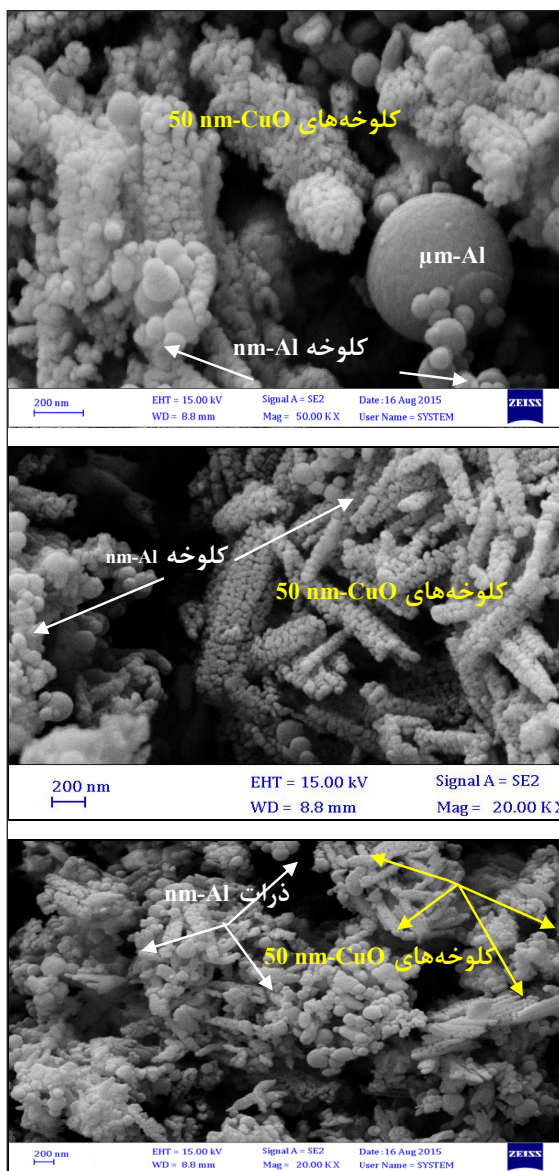 کلوخه‌های 50 nm-CuO
µm-Al
کلوخه nm-Al
200 nm
EHT = 15.00 kV
Signal A = SE2
Date :16 Aug 2015
ZEISS
WD = 8.8 mm
Mag = 50.00 K X
User Name = SYSTEM
کلوخه nm-Al
کلوخه‌های 50 nm-CuO
200 nm
EHT = 15.00 kV
Signal A = SE2
WD = 8.8 mm
Mag = 20.00 K X
ذرات nm-Al
کلوخه‌های 50 nm-CuO
200 nm
EHT = 15.00 kV
Signal A = SE2
Date :16 Aug 2015
ZEISS
WD = 8.8 mm
Mag = 20.00 K X
User Name = SYSTEM